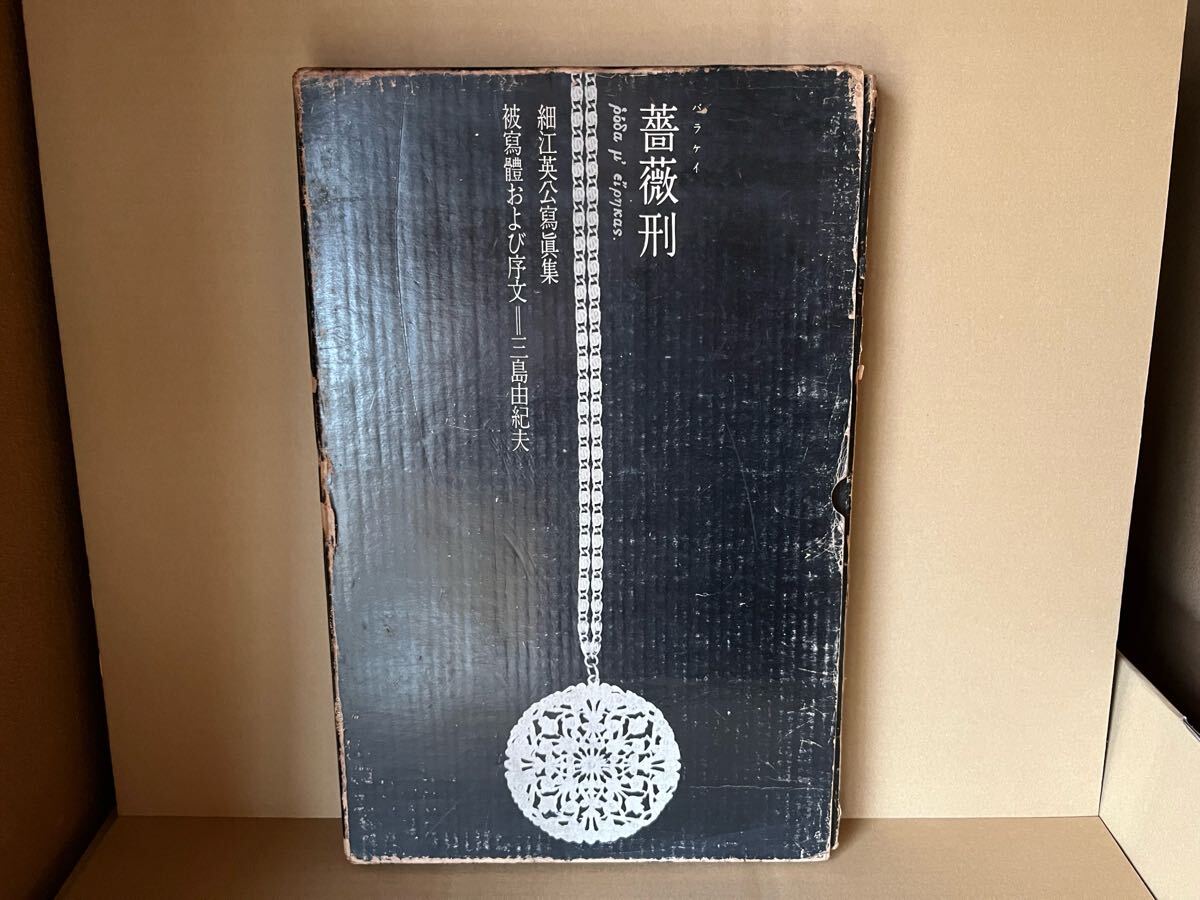 バラケイ
薔薇刑
ῥόδα μ' εἴρηκας.
細江英公寫眞集
被寫體および序文＝三島由紀夫